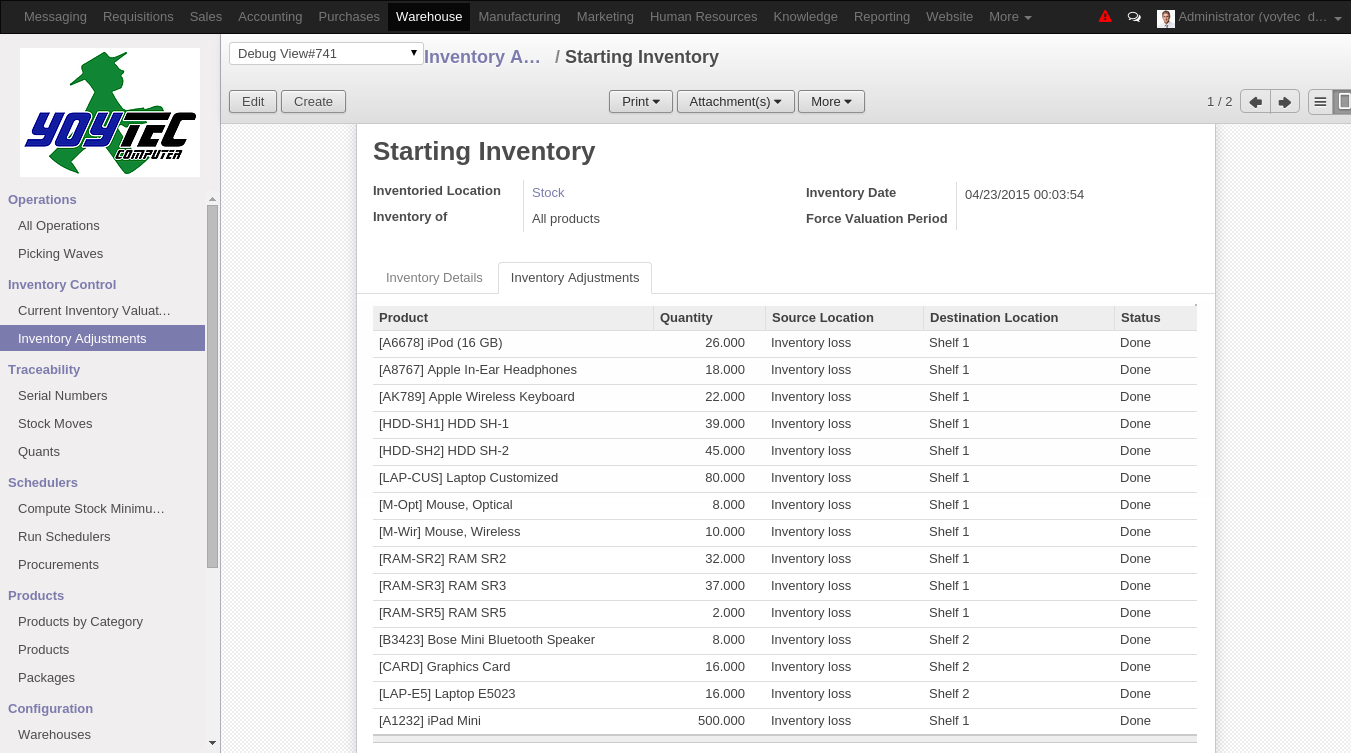 Messaging Requisitions Sales Accounting Purchases Warehouse Manufacturing Marketing Human Resources Knowledge Reporting Website More Administrator (yoytec_d…
Debug View#741 Inventory A… / Starting Inventory
Edit Create Print Attachment(s) More 1 / 2
YOYTEC
COMPUTER
Operations
All Operations
Picking Waves
Inventory Control
Current Inventory Valuat…
Inventory Adjustments
Traceability
Serial Numbers
Stock Moves
Quants
Schedulers
Compute Stock Minimu…
Run Schedulers
Procurements
Products
Products by Category
Products
Packages
Configuration
Warehouses
Starting Inventory
Inventoried Location Stock Inventory Date 04/23/2015 00:03:54
Inventory of All products Force Valuation Period
Inventory Details Inventory Adjustments
Product Quantity Source Location Destination Location Status
[A6678] iPod (16 GB) 26.000 Inventory loss Shelf 1 Done
[A8767] Apple In-Ear Headphones 18.000 Inventory loss Shelf 1 Done
[AK789] Apple Wireless Keyboard 22.000 Inventory loss Shelf 1 Done
[HDD-SH1] HDD SH-1 39.000 Inventory loss Shelf 1 Done
[HDD-SH2] HDD SH-2 45.000 Inventory loss Shelf 1 Done
[LAP-CUS] Laptop Customized 80.000 Inventory loss Shelf 1 Done
[M-Opt] Mouse, Optical 8.000 Inventory loss Shelf 1 Done
[M-Wir] Mouse, Wireless 10.000 Inventory loss Shelf 1 Done
[RAM-SR2] RAM SR2 32.000 Inventory loss Shelf 1 Done
[RAM-SR3] RAM SR3 37.000 Inventory loss Shelf 1 Done
[RAM-SR5] RAM SR5 2.000 Inventory loss Shelf 1 Done
[B3423] Bose Mini Bluetooth Speaker 8.000 Inventory loss Shelf 2 Done
[CARD] Graphics Card 16.000 Inventory loss Shelf 2 Done
[LAP-E5] Laptop E5023 16.000 Inventory loss Shelf 2 Done
[A1232] iPad Mini 500.000 Inventory loss Shelf 1 Done